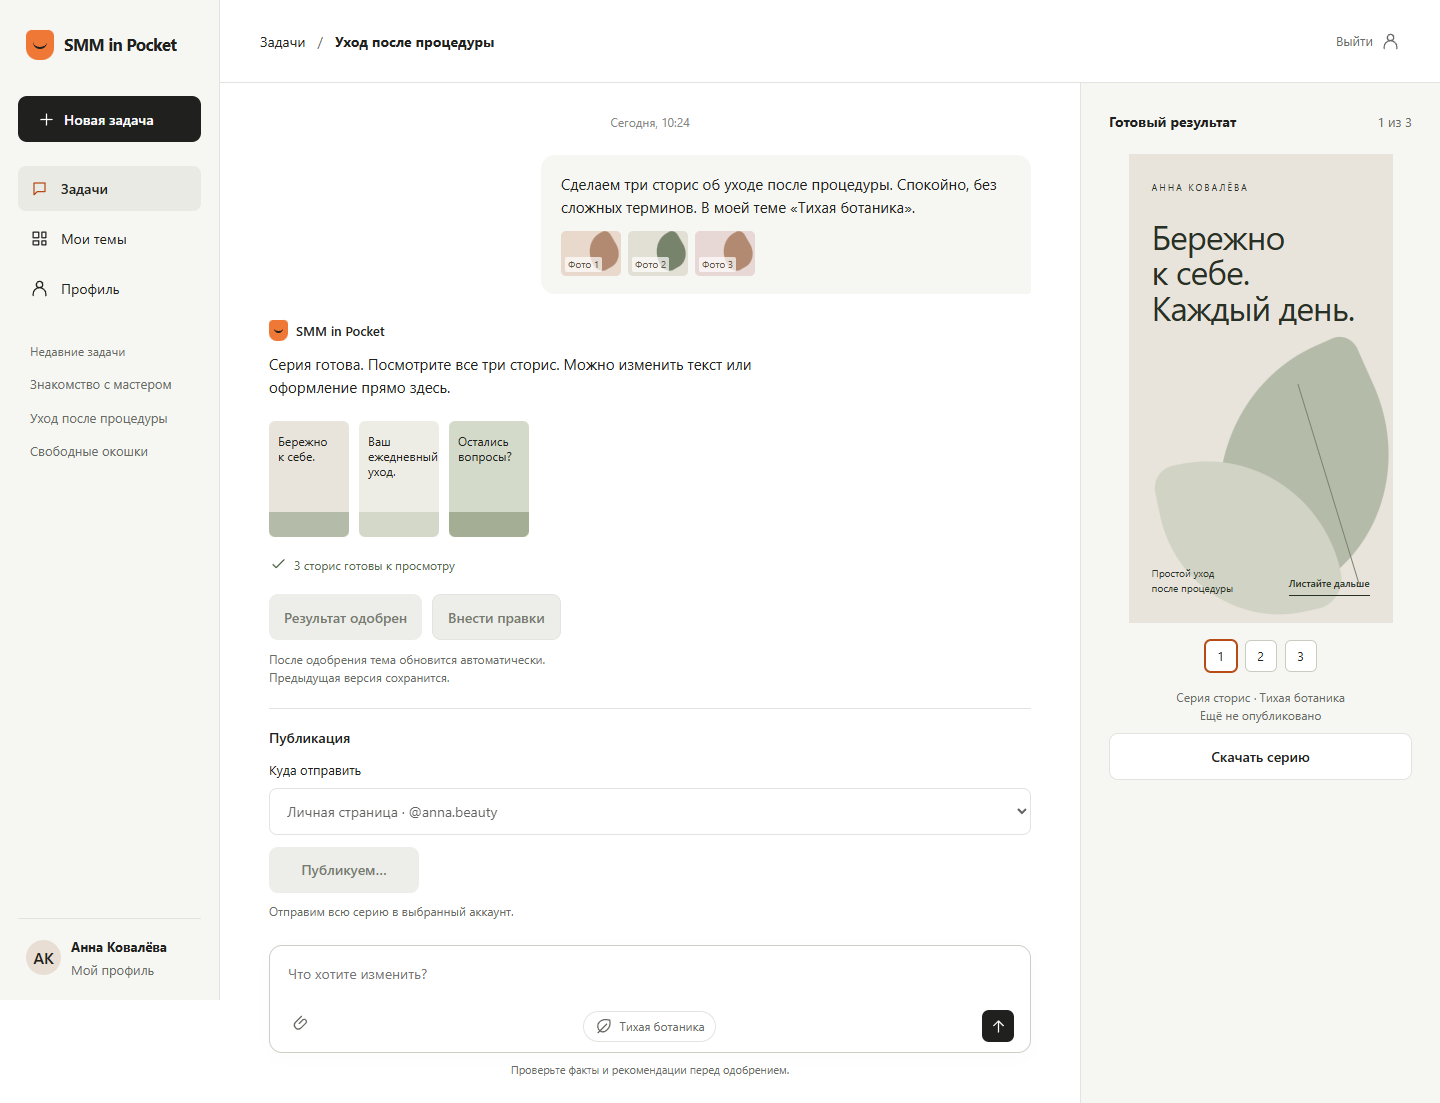 SMM in Pocket
Новая задача
Задачи
Мои темы
Профиль
Недавние задачи
Знакомство с мастером
Уход после процедуры
Свободные окошки
АК
Анна Ковалёва
Мой профиль
Задачи / Уход после процедуры
Выйти
Сегодня, 10:24
Сделаем три сторис об уходе после процедуры. Спокойно, без
сложных терминов. В моей теме «Тихая ботаника».
Фото 1
Фото 2
Фото 3
SMM in Pocket
Серия готова. Посмотрите все три сторис. Можно изменить текст или
оформление прямо здесь.
Бережно
к себе.
Ваш
ежедневный
уход.
Остались
вопросы?
3 сторис готовы к просмотру
Результат одобрен
Внести правки
После одобрения тема обновится автоматически.
Предыдущая версия сохранится.
Публикация
Куда отправить
Личная страница · @anna.beauty
Публикуем...
Отправим всю серию в выбранный аккаунт.
Что хотите изменить?
Тихая ботаника
Проверьте факты и рекомендации перед одобрением.
Готовый результат
1 из 3
АННА КОВАЛЁВА
Бережно
к себе.
Каждый день.
Простой уход
после процедуры
Листайте дальше
1
2
3
Серия сторис · Тихая ботаника
Ещё не опубликовано
Скачать серию